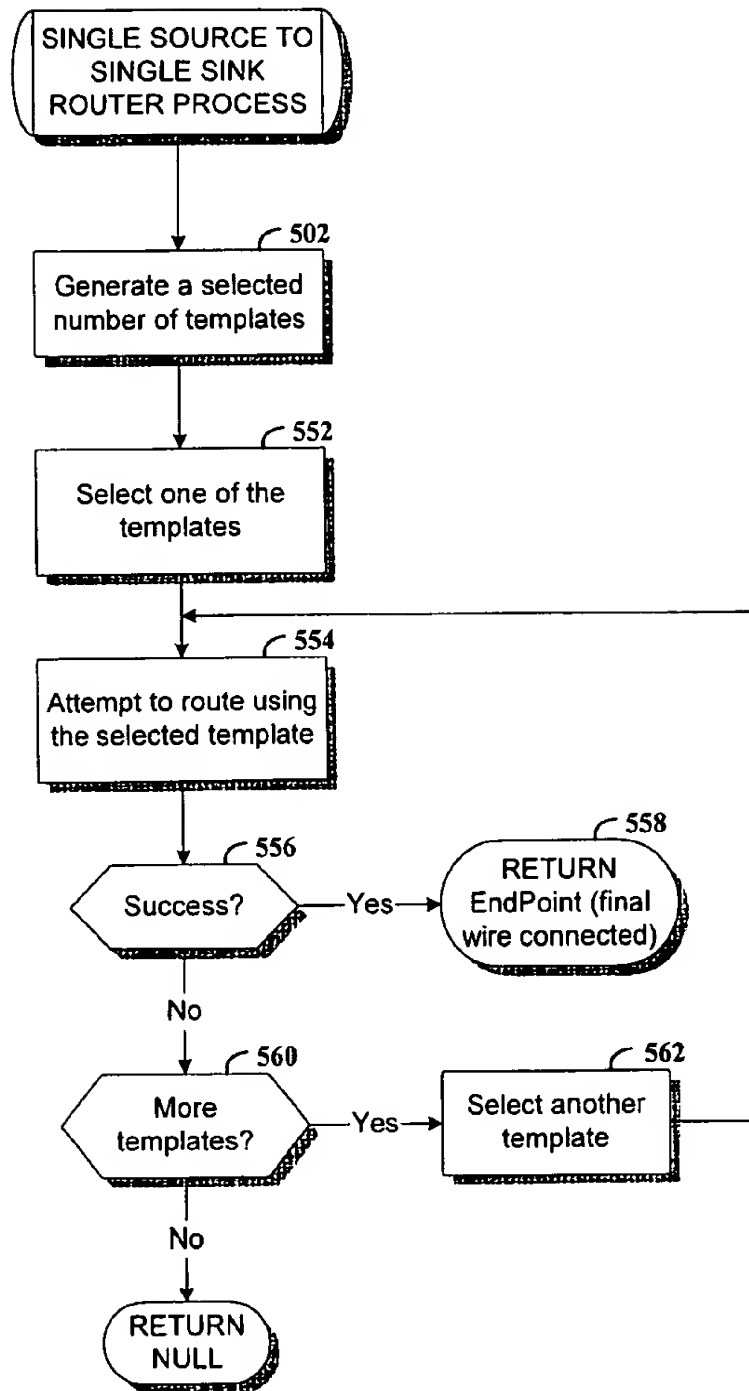 SINGLE SOURCE TO
SINGLE SINK
ROUTER PROCESS
502
Generate a selected
number of templates
552
Select one of the
templates
554
Attempt to route using
the selected template
556
Success?
Yes
558
RETURN
EndPoint (final
wire connected)
No
560
More
templates?
Yes
562
Select another
template
No
RETURN
NULL